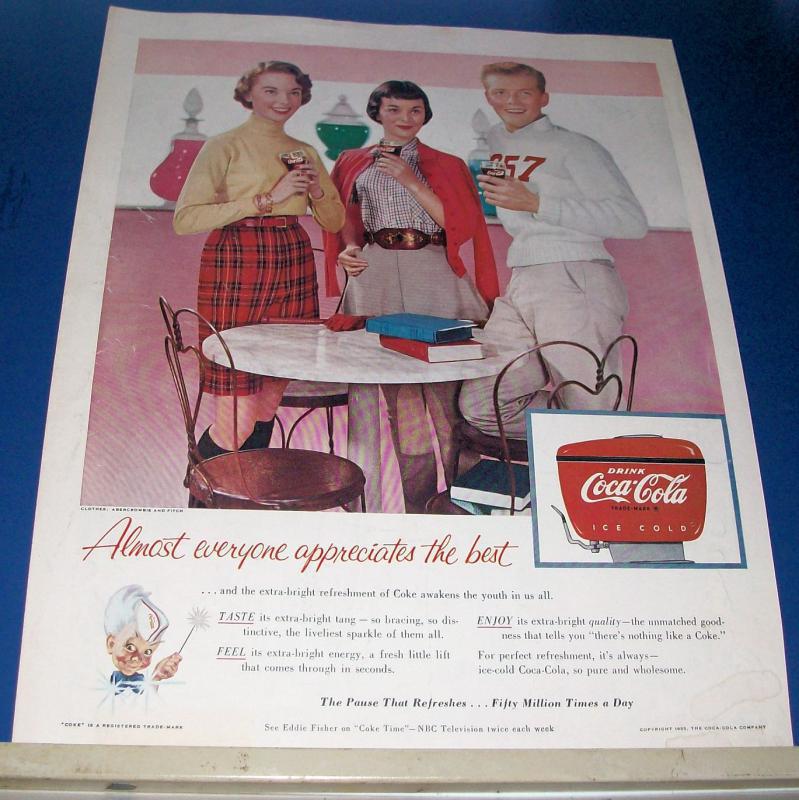 257
CLOTHES: ABERCROMBIE AND FITCH
DRINK
Coca-Cola
TRADE-MARK ®
ICE COLD
Almost everyone appreciates the best
...and the extra-bright refreshment of Coke awakens the youth in us all.
TASTE its extra-bright tang — so bracing, so dis-
tinctive, the liveliest sparkle of them all.
FEEL its extra-bright energy, a fresh little lift
that comes through in seconds.
ENJOY its extra-bright quality—the unmatched good-
ness that tells you "there's nothing like a Coke."
For perfect refreshment, it's always—
ice-cold Coca-Cola, so pure and wholesome.
The Pause That Refreshes... Fifty Million Times a Day
"COKE" IS A REGISTERED TRADE-MARK
See Eddie Fisher on "Coke Time"—NBC Television twice each week
COPYRIGHT 1955, THE COCA-COLA COMPANY